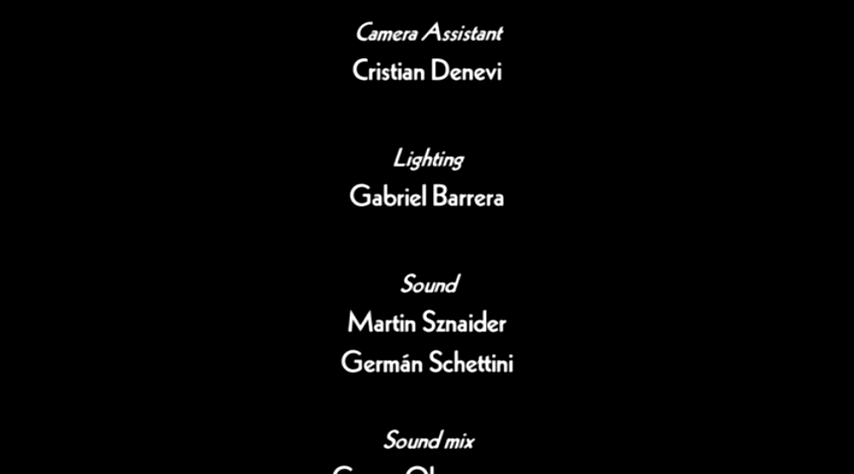 Camera Assistant
Cristian Denevi
Lighting
Gabriel Barrera
Sound
Martin Sznaider
Germán Schettini
Sound mix